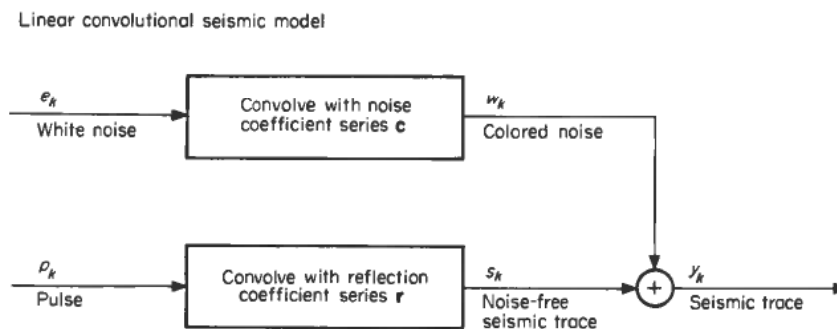 Linear convolutional seismic model
e_k
White noise
Convolve with noise
coefficient series c
w_k
Colored noise
p_k
Pulse
Convolve with reflection
coefficient series r
s_k
Noise-free
seismic trace
+
y_k
Seismic trace